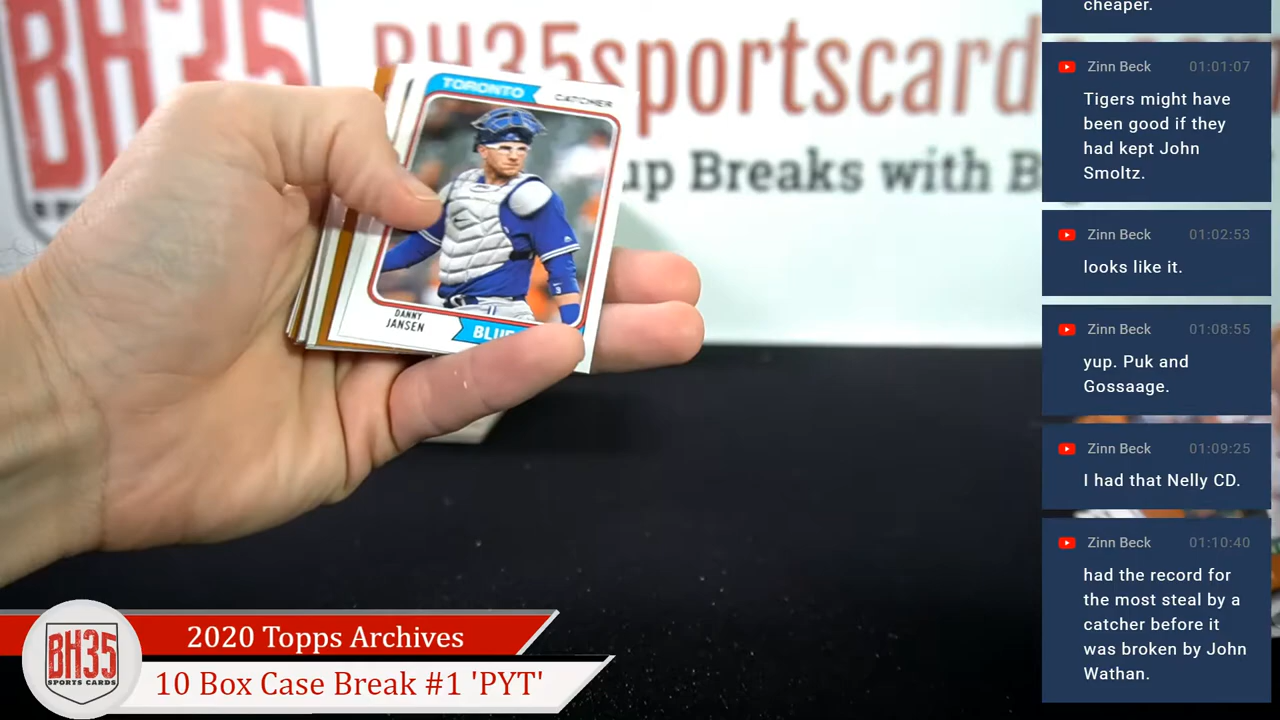 BH35
BH35sportscard
up Breaks with B
TORONTO
CATCHER
DANNY
JANSEN
cheaper.
Zinn Beck 01:01:07
Tigers might have
been good if they
had kept John
Smoltz.
Zinn Beck 01:02:53
looks like it.
Zinn Beck 01:08:55
yup. Puk and
Gossaage.
Zinn Beck 01:09:25
I had that Nelly CD.
Zinn Beck 01:10:40
had the record for
the most steal by a
catcher before it
was broken by John
Wathan.
BH35
SPORTS CARDS
2020 Topps Archives
10 Box Case Break #1 'PYT'